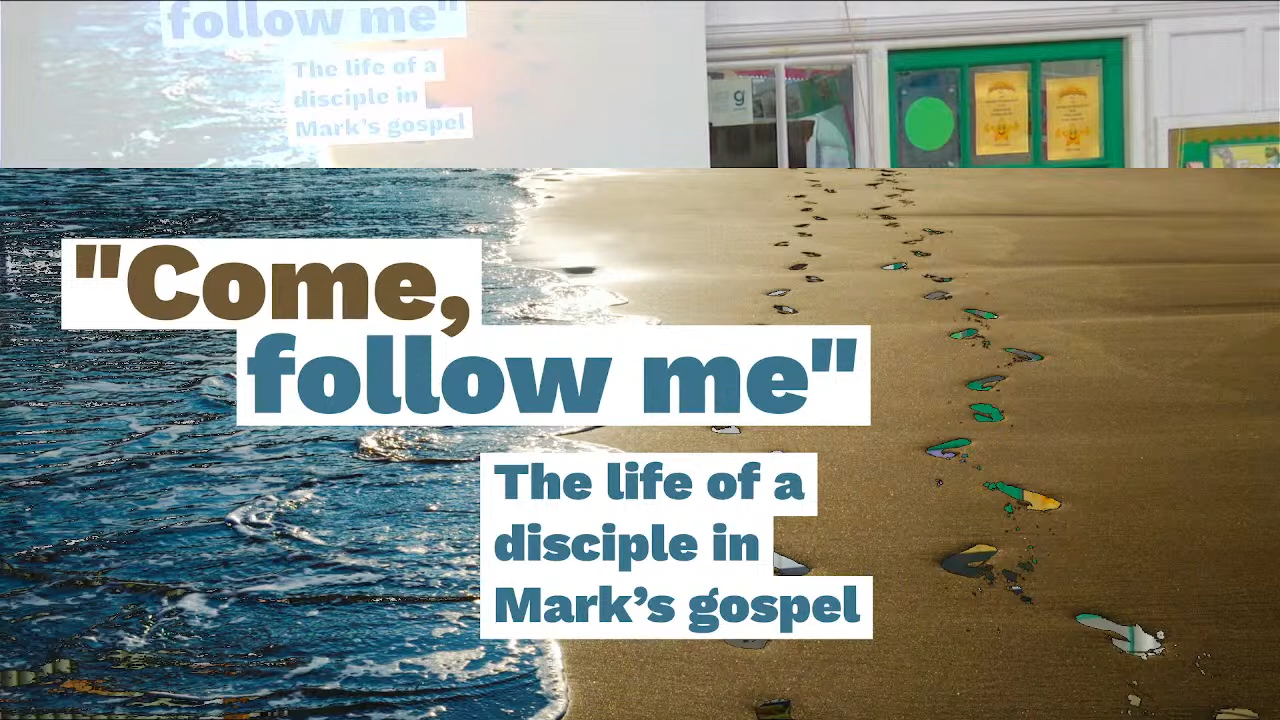 follow me"
The life of a
disciple in
Mark's gospel
g
"Come,
follow me"
The life of a
disciple in
Mark’s gospel